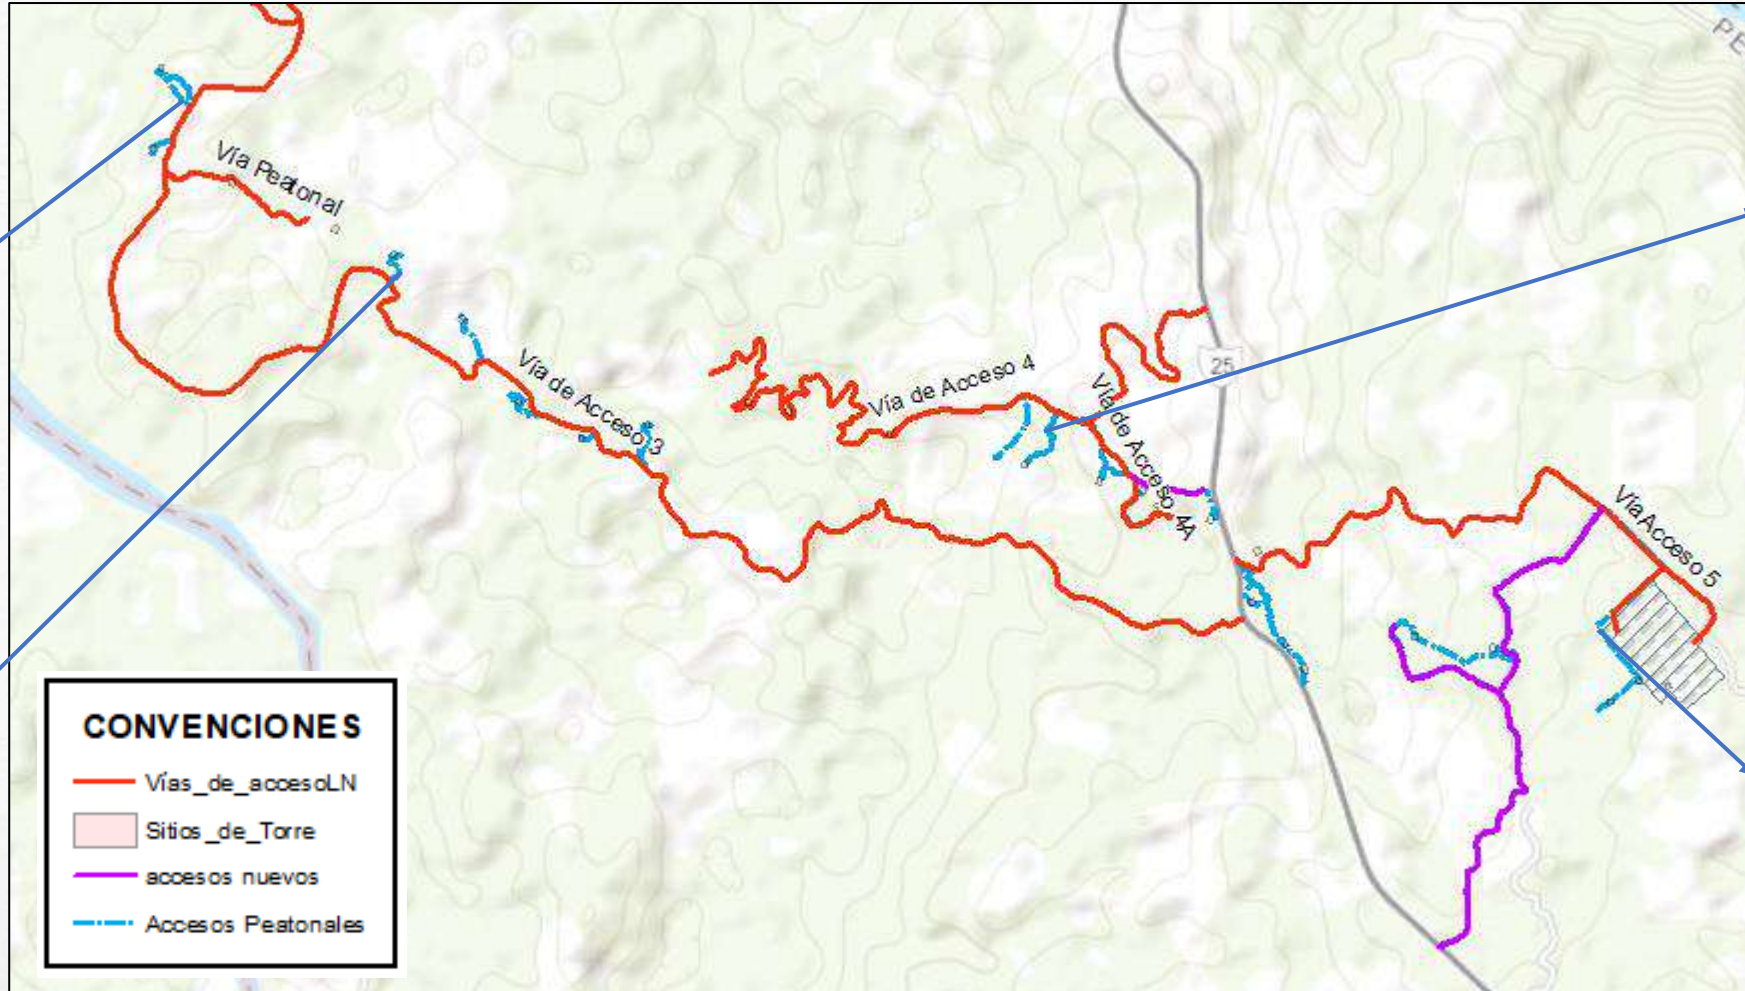 PE
Vía Peatonal
25
Vía de Acceso 3
Vía de Acceso 4
Vía de Acceso 4A
Vía Acceso 5
CONVENCIONES
Vías_de_accesoLN
Sitios_de_Torre
accesos nuevos
Accesos Peatonales